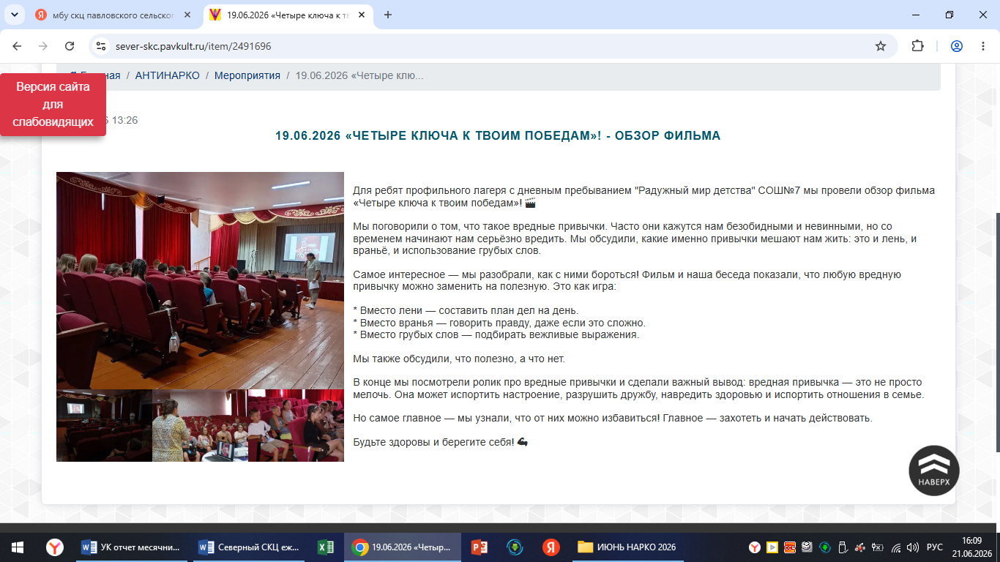 мбу скц павловского сельског
19.06.2026 «Четыре ключа к тв
sever-skc.pavkult.ru/item/2491696
Главная / АНТИНАРКО / Мероприятия / 19.06.2026 «Четыре клю...
Версия сайта
для
слабовидящих
13:26
19.06.2026 «ЧЕТЫРЕ КЛЮЧА К ТВОИМ ПОБЕДАМ»! - ОБЗОР ФИЛЬМА
Для ребят профильного лагеря с дневным пребыванием "Радужный мир детства" СОШ№7 мы провели обзор фильма
«Четыре ключа к твоим победам»! 🎬
Мы поговорили о том, что такое вредные привычки. Часто они кажутся нам безобидными и невинными, но со
временем начинают нам серьёзно вредить. Мы обсудили, какие именно привычки мешают нам жить: это и лень, и
враньё, и использование грубых слов.
Самое интересное — мы разобрали, как с ними бороться! Фильм и наша беседа показали, что любую вредную
привычку можно заменить на полезную. Это как игра:
* Вместо лени — составить план дел на день.
* Вместо вранья — говорить правду, даже если это сложно.
* Вместо грубых слов — подбирать вежливые выражения.
Мы также обсудили, что полезно, а что нет.
В конце мы посмотрели ролик про вредные привычки и сделали важный вывод: вредная привычка — это не просто
мелочь. Она может испортить настроение, разрушить дружбу, навредить здоровью и испортить отношения в семье.
Но самое главное — мы узнали, что от них можно избавиться! Главное — захотеть и начать действовать.
Будьте здоровы и берегите себя! 💪
НАВЕРХ
УК отчет месячни...
Северный СКЦ еж...
19.06.2026 «Четыр...
ИЮНЬ НАРКО 2026
РУС
16:09
21.06.2026